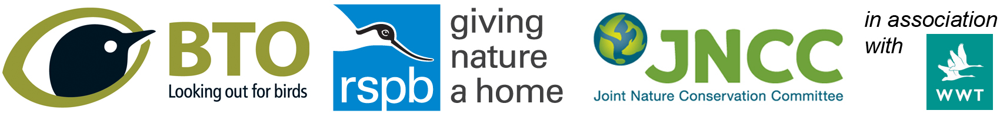 BTO
Looking out for birds
rspb
giving
nature
a home
JNCC
Joint Nature Conservation Committee
in association
with
WWT